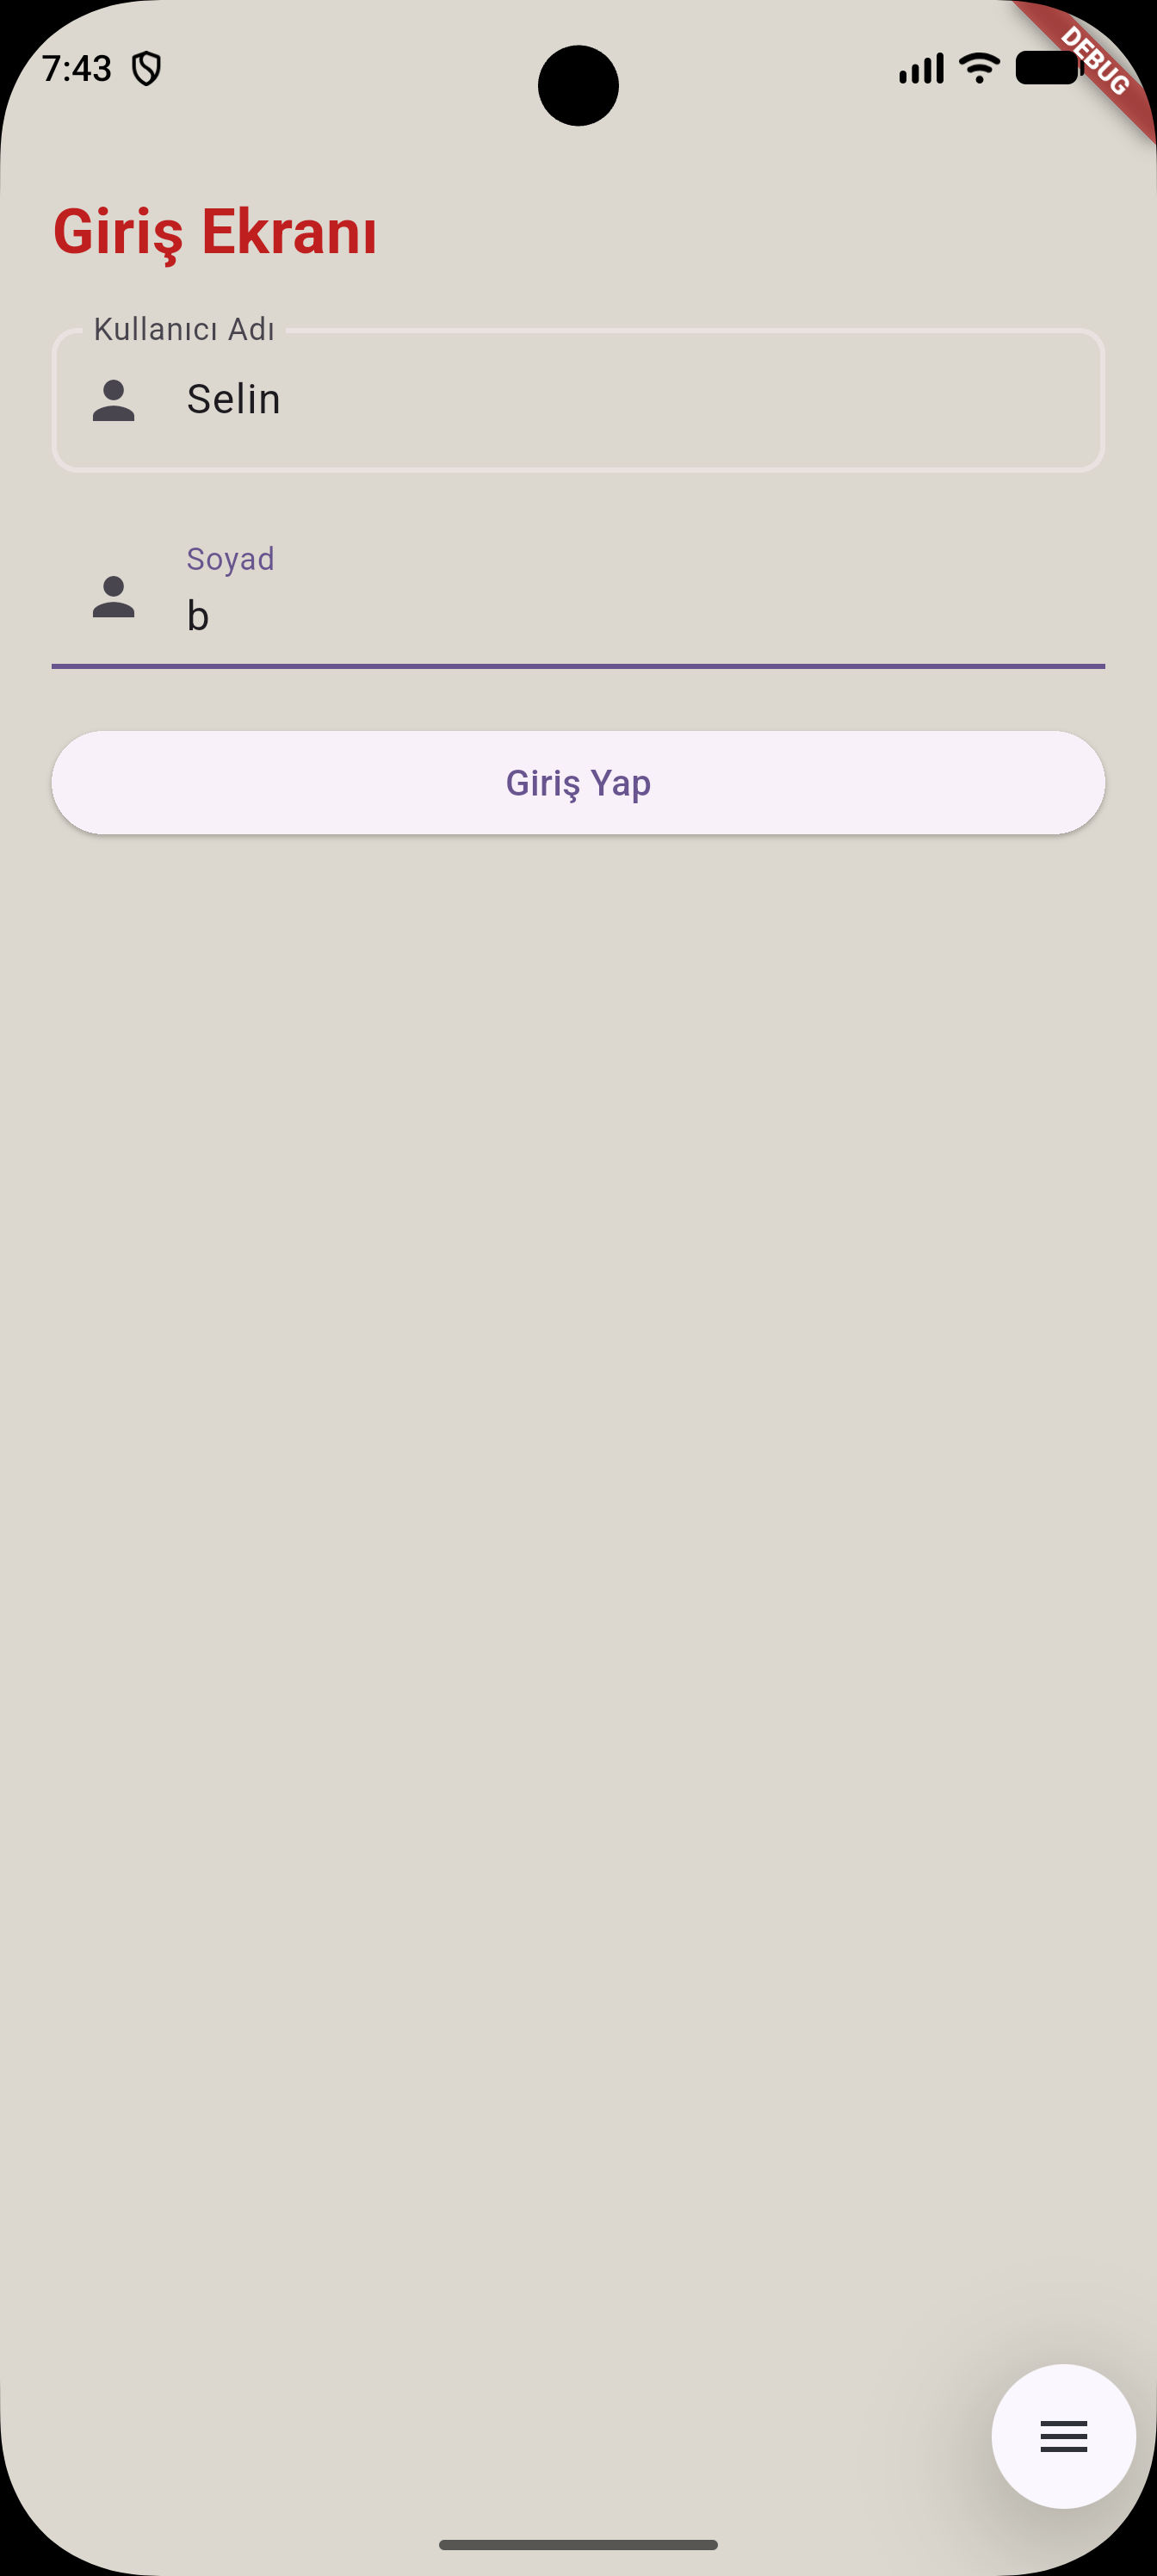 7:43
DEBUG
Giriş Ekranı
Kullanıcı Adı
Selin
Soyad
b
Giriş Yap